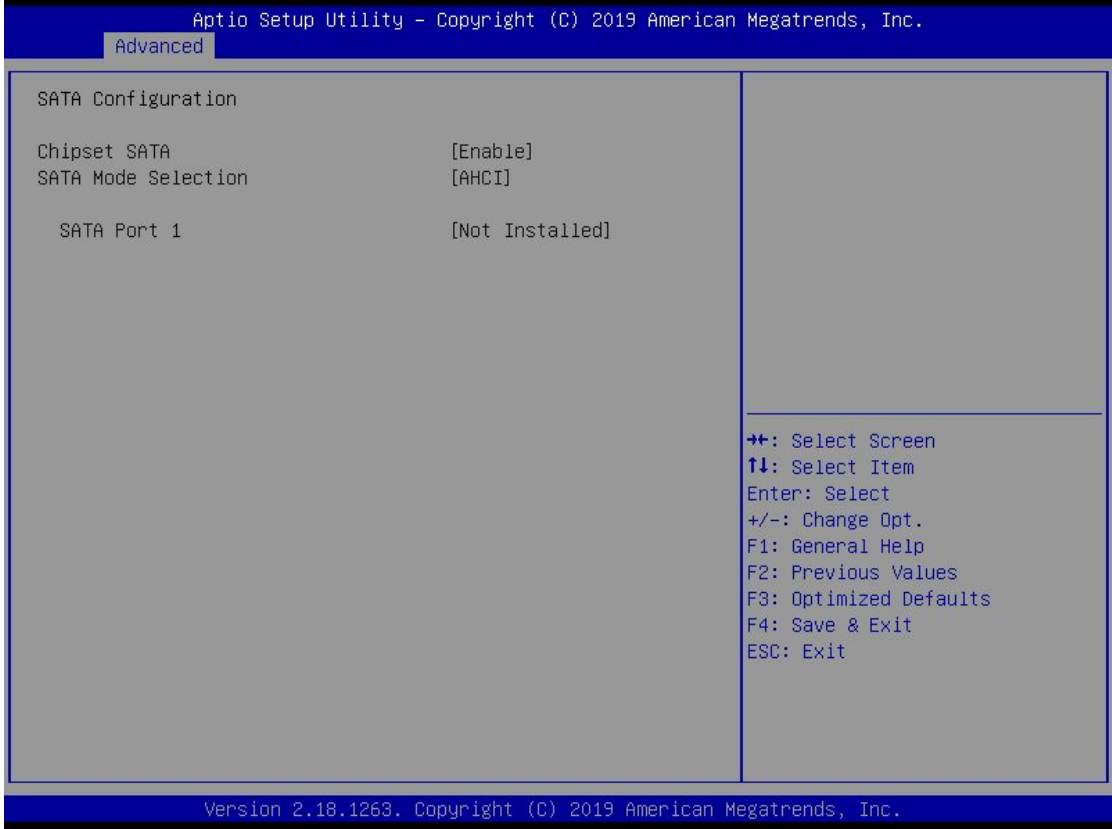 Aptio Setup Utility – Copyright (C) 2019 American Megatrends, Inc.
Advanced
SATA Configuration
Chipset SATA [Enable]
SATA Mode Selection [AHCI]
SATA Port 1 [Not Installed]
→←: Select Screen
↑↓: Select Item
Enter: Select
+/-: Change Opt.
F1: General Help
F2: Previous Values
F3: Optimized Defaults
F4: Save & Exit
ESC: Exit
Version 2.18.1263. Copyright (C) 2019 American Megatrends, Inc.